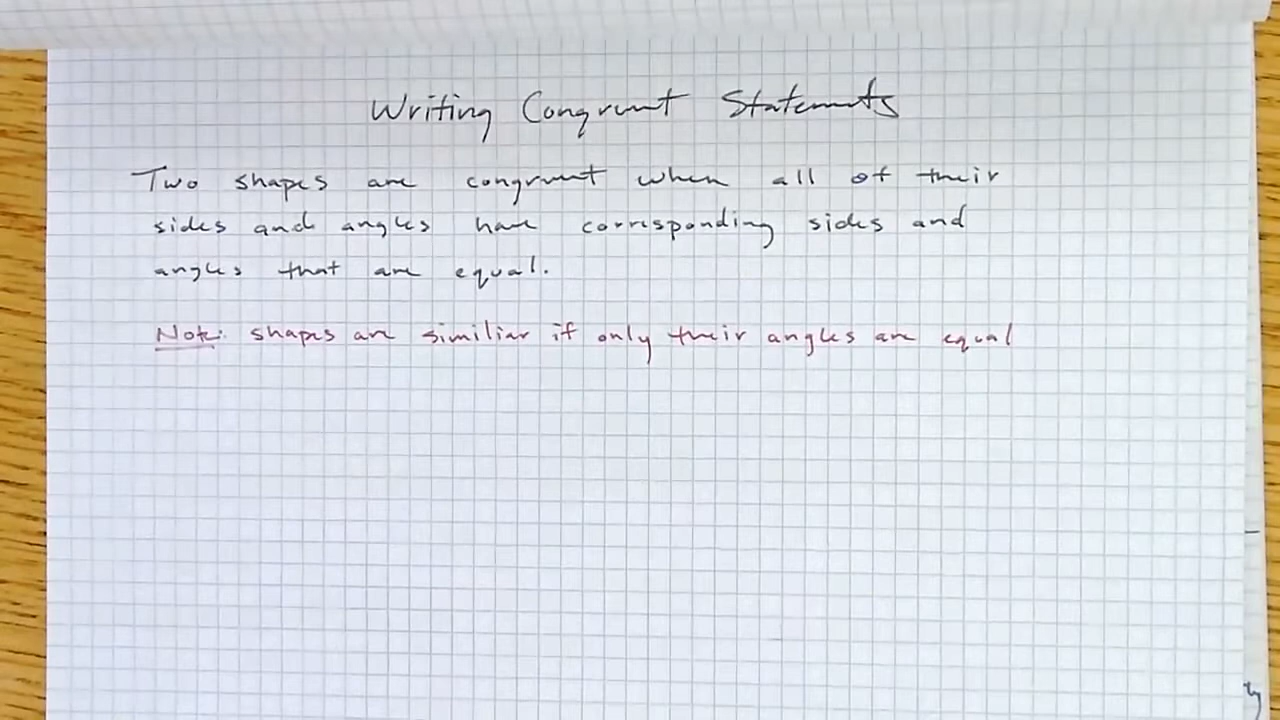 Writing Congruent Statements
Two shapes are congruent when all of their
sides and angles have corresponding sides and
angles that are equal.
Note: shapes are similiar if only their angles are equal